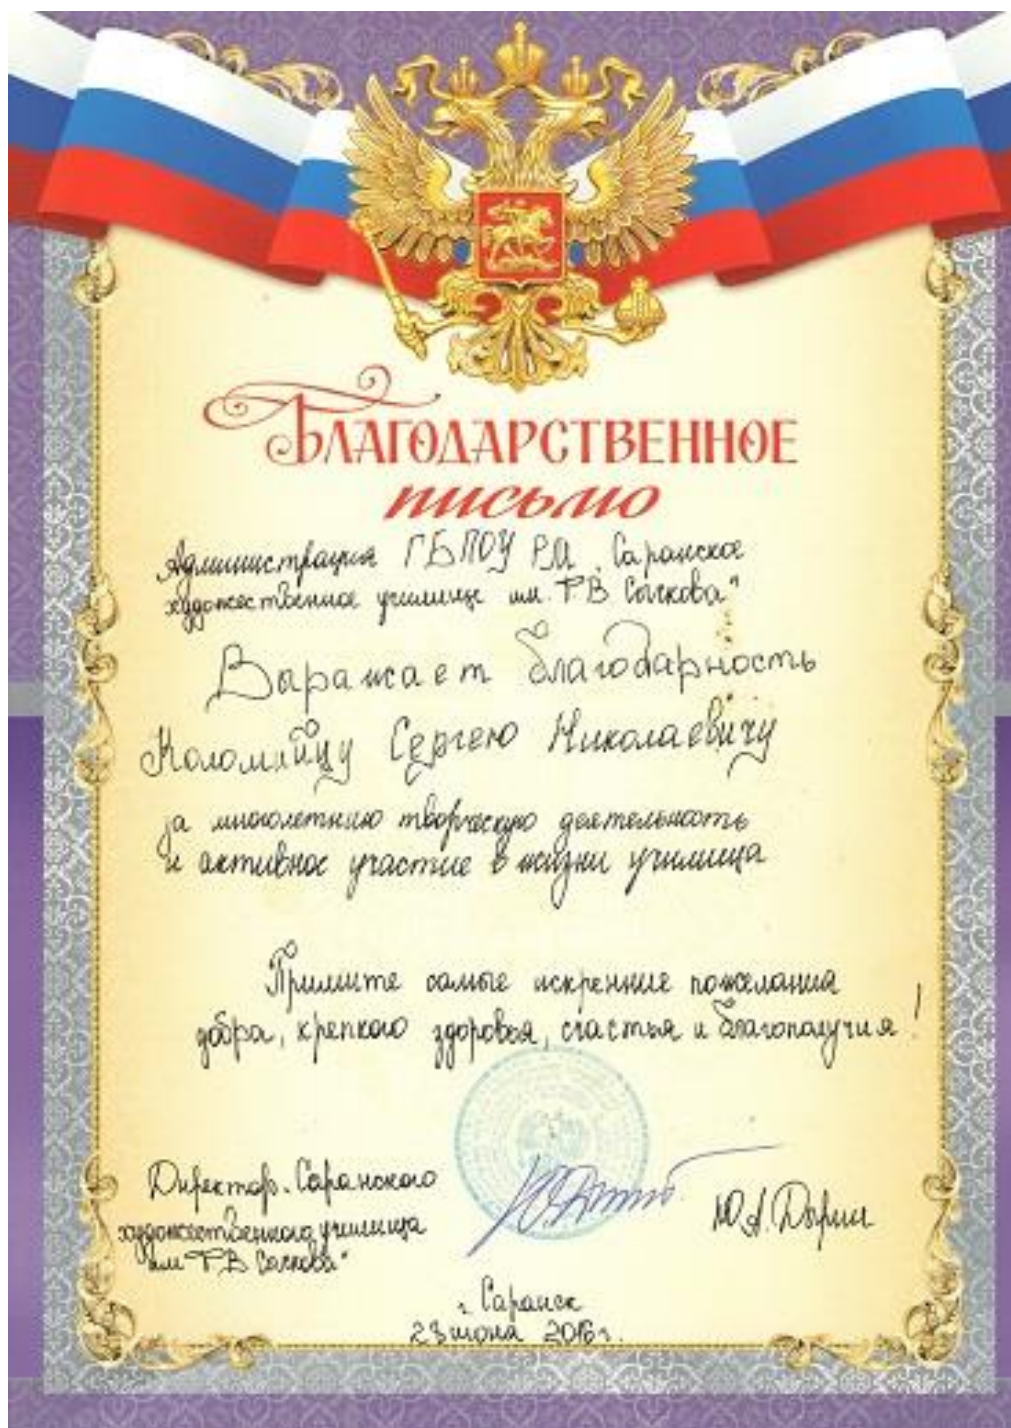 БЛАГОДАРСТВЕННОЕ
письмо
Администрация ГБПОУ РМ „Саранское
художественное училище им. Ф В Сычкова"
Выражает благодарность
Коломийцу Сергею Николаевичу
за многолетнюю творческую деятельность
и активное участие в жизни училища
Примите самые искренние пожелания
добра, крепкого здоровья, счастья и благополучия!
Директор „Саранского
художественного училища
им Ф В Сычкова"
Ю.А. Дырин
г. Саранск
23 июня 2016 г.